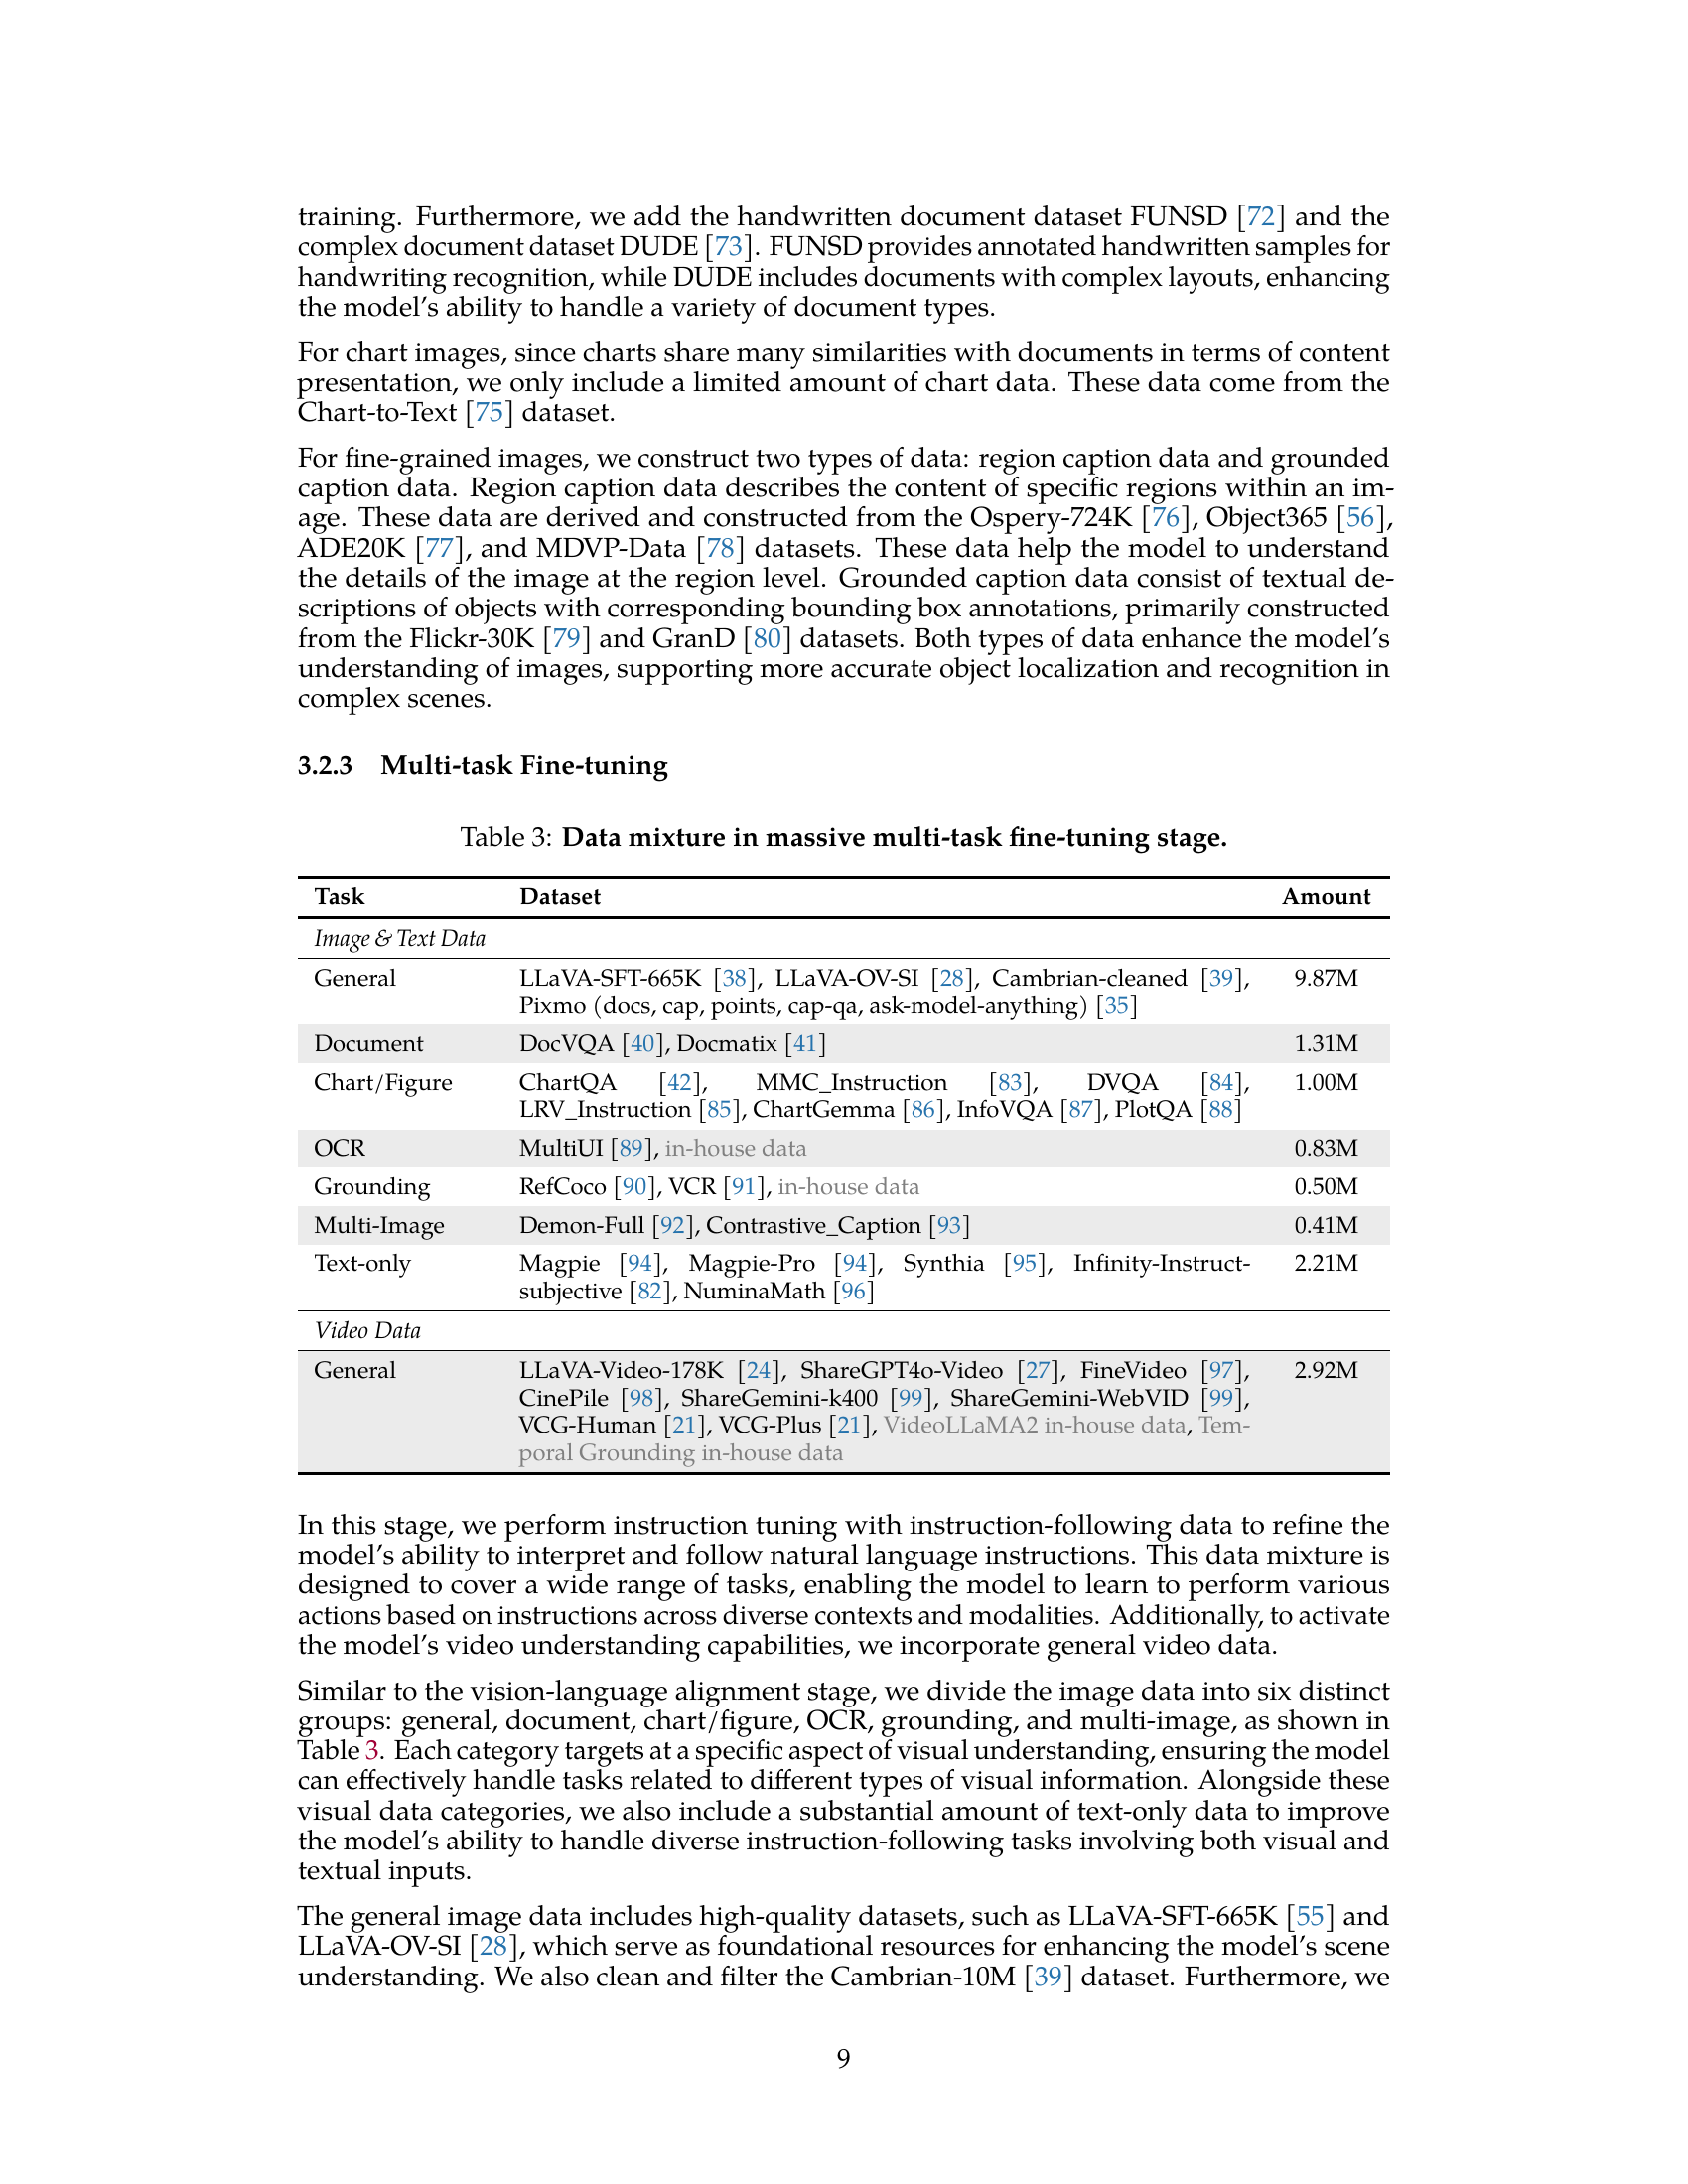 training. Furthermore, we add the handwritten document dataset FUNSD [72] and the
complex document dataset DUDE [73]. FUNSD provides annotated handwritten samples for
handwriting recognition, while DUDE includes documents with complex layouts, enhancing
the model's ability to handle a variety of document types.
For chart images, since charts share many similarities with documents in terms of content
presentation, we only include a limited amount of chart data. These data come from the
Chart-to-Text [75] dataset.
For fine-grained images, we construct two types of data: region caption data and grounded
caption data. Region caption data describes the content of specific regions within an im-
age. These data are derived and constructed from the Ospery-724K [76], Object365 [56],
ADE20K [77], and MDVP-Data [78] datasets. These data help the model to understand
the details of the image at the region level. Grounded caption data consist of textual de-
scriptions of objects with corresponding bounding box annotations, primarily constructed
from the Flickr-30K [79] and GranD [80] datasets. Both types of data enhance the model's
understanding of images, supporting more accurate object localization and recognition in
complex scenes.
3.2.3 Multi-task Fine-tuning
Table 3: Data mixture in massive multi-task fine-tuning stage.
Task Dataset Amount
Image & Text Data
General LLaVA-SFT-665K [38], LLaVA-OV-SI [28], Cambrian-cleaned [39], 9.87M
Pixmo (docs, cap, points, cap-qa, ask-model-anything) [35]
Document DocVQA [40], Docmatix [41] 1.31M
Chart/Figure ChartQA [42], MMC_Instruction [83], DVQA [84], 1.00M
LRV_Instruction [85], ChartGemma [86], InfoVQA [87], PlotQA [88]
OCR MultiUI [89], in-house data 0.83M
Grounding RefCoco [90], VCR [91], in-house data 0.50M
Multi-Image Demon-Full [92], Contrastive_Caption [93] 0.41M
Text-only Magpie [94], Magpie-Pro [94], Synthia [95], Infinity-Instruct- 2.21M
subjective [82], NuminaMath [96]
Video Data
General LLaVA-Video-178K [24], ShareGPT4o-Video [27], FineVideo [97], 2.92M
CinePile [98], ShareGemini-k400 [99], ShareGemini-WebVID [99],
VCG-Human [21], VCG-Plus [21], VideoLLaMA2 in-house data, Tem-
poral Grounding in-house data
In this stage, we perform instruction tuning with instruction-following data to refine the
model's ability to interpret and follow natural language instructions. This data mixture is
designed to cover a wide range of tasks, enabling the model to learn to perform various
actions based on instructions across diverse contexts and modalities. Additionally, to activate
the model's video understanding capabilities, we incorporate general video data.
Similar to the vision-language alignment stage, we divide the image data into six distinct
groups: general, document, chart/figure, OCR, grounding, and multi-image, as shown in
Table 3. Each category targets at a specific aspect of visual understanding, ensuring the model
can effectively handle tasks related to different types of visual information. Alongside these
visual data categories, we also include a substantial amount of text-only data to improve
the model's ability to handle diverse instruction-following tasks involving both visual and
textual inputs.
The general image data includes high-quality datasets, such as LLaVA-SFT-665K [55] and
LLaVA-OV-SI [28], which serve as foundational resources for enhancing the model's scene
understanding. We also clean and filter the Cambrian-10M [39] dataset. Furthermore, we
9